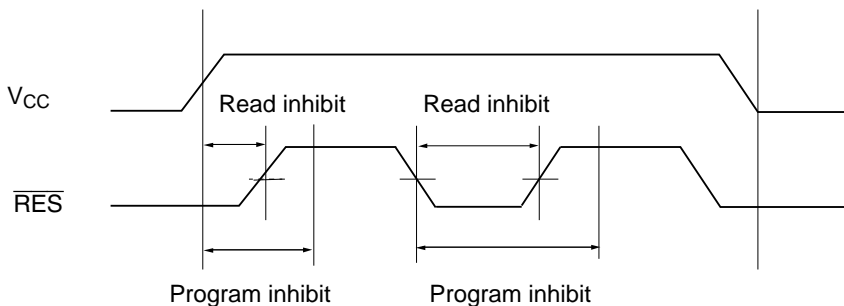 VCC
Read inhibit Read inhibit
RES
Program inhibit Program inhibit